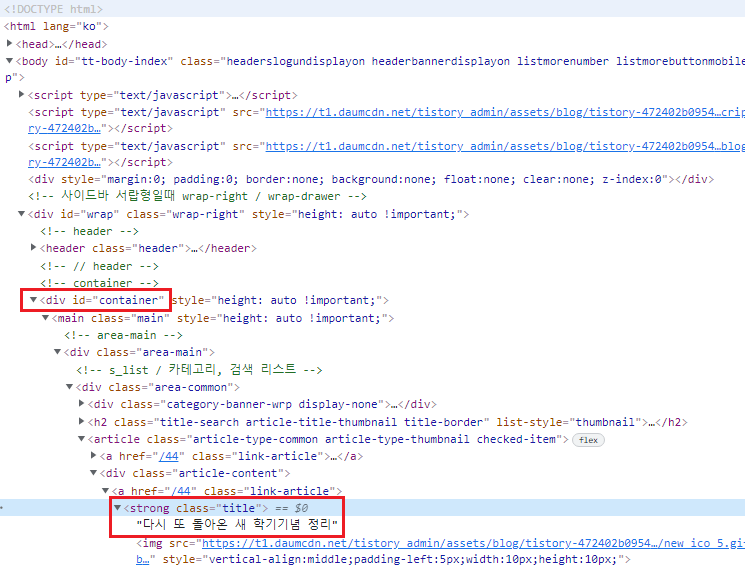 <!DOCTYPE html>
<html lang="ko">
▶<head>…</head>
▼<body id="tt-body-index" class="headerslogundisplayon headerbannerdisplayon listmorenumber listmorebuttonmobile
p">
▶<script type="text/javascript">…</script>
<script type="text/javascript" src="https://t1.daumcdn.net/tistory_admin/assets/blog/tistory-472402b0954…crip
ry-472402b…"></script>
<script type="text/javascript" src="https://t1.daumcdn.net/tistory_admin/assets/blog/tistory-472402b0954…blog
ry-472402b…"></script>
<div style="margin:0; padding:0; border:none; background:none; float:none; clear:none; z-index:0"></div>
<!-- 사이드바 서랍형일때 wrap-right / wrap-drawer -->
▼<div id="wrap" class="wrap-right" style="height: auto !important;">
<!-- header -->
▶<header class="header">…</header>
<!-- // header -->
<!-- container -->
▼<div id="container" style="height: auto !important;">
▼<main class="main" style="height: auto !important;">
<!-- area-main -->
▼<div class="area-main">
<!-- s_list / 카테고리, 검색 리스트 -->
▼<div class="area-common">
▶<div class="category-banner-wrp display-none">…</div>
▶<h2 class="title-search article-title-thumbnail title-border" list-style="thumbnail">…</h2>
▼<article class="article-type-common article-type-thumbnail checked-item"> flex
▶<a href="/44" class="link-article">…</a>
▼<div class="article-content">
▼<a href="/44" class="link-article">
▼<strong class="title"> == $0
"다시 또 돌아온 새 학기기념 정리"
<img src="https://t1.daumcdn.net/tistory_admin/assets/blog/tistory-472402b0954…/new_ico_5.gi
b…" style="vertical-align:middle;padding-left:5px;width:10px;height:10px;">